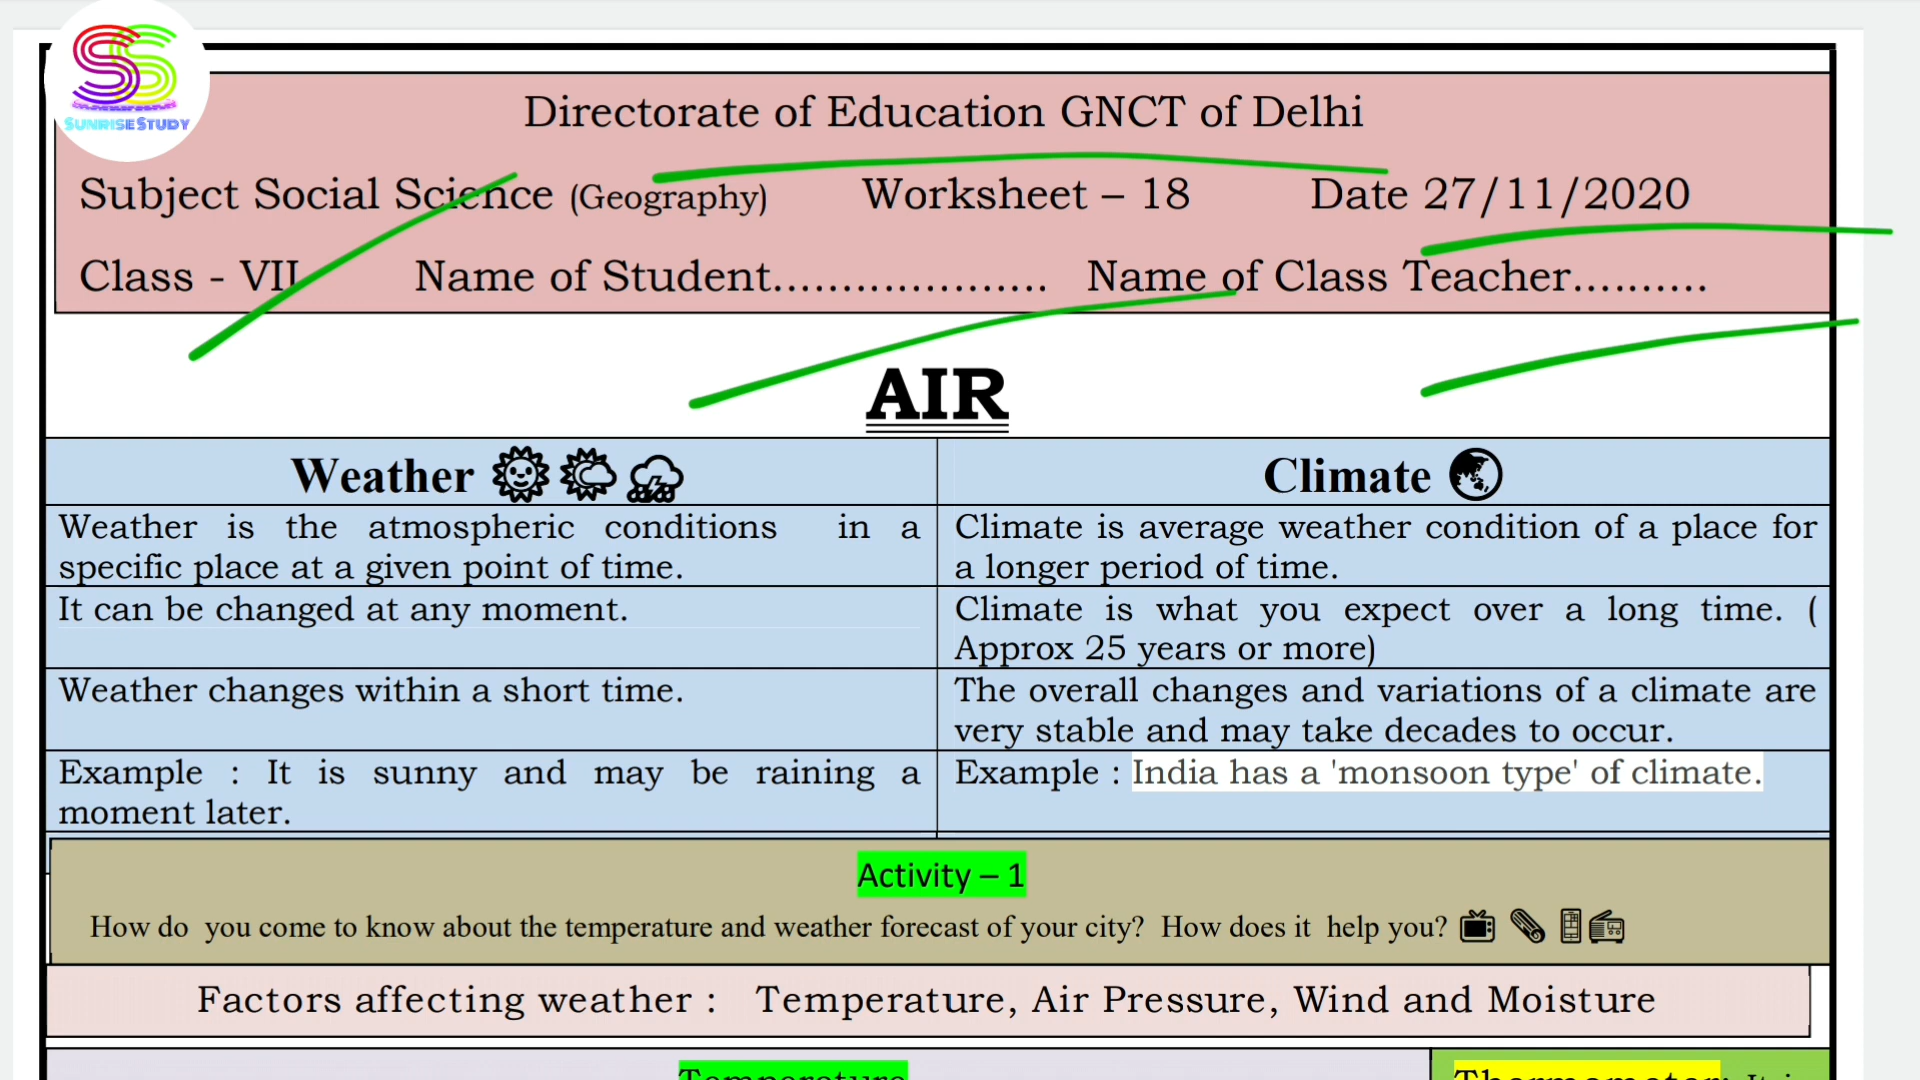 SUNRISE STUDY
Directorate of Education GNCT of Delhi
Subject Social Science (Geography) Worksheet – 18 Date 27/11/2020
Class - VII Name of Student.................... Name of Class Teacher..........
AIR
Weather
Climate
Weather is the atmospheric conditions in a
specific place at a given point of time.
Climate is average weather condition of a place for
a longer period of time.
It can be changed at any moment.
Climate is what you expect over a long time. (
Approx 25 years or more)
Weather changes within a short time.
The overall changes and variations of a climate are
very stable and may take decades to occur.
Example : It is sunny and may be raining a
moment later.
Example : India has a 'monsoon type' of climate.
Activity – 1
How do you come to know about the temperature and weather forecast of your city? How does it help you?
Factors affecting weather : Temperature, Air Pressure, Wind and Moisture
Temperature
Thermometer: It is